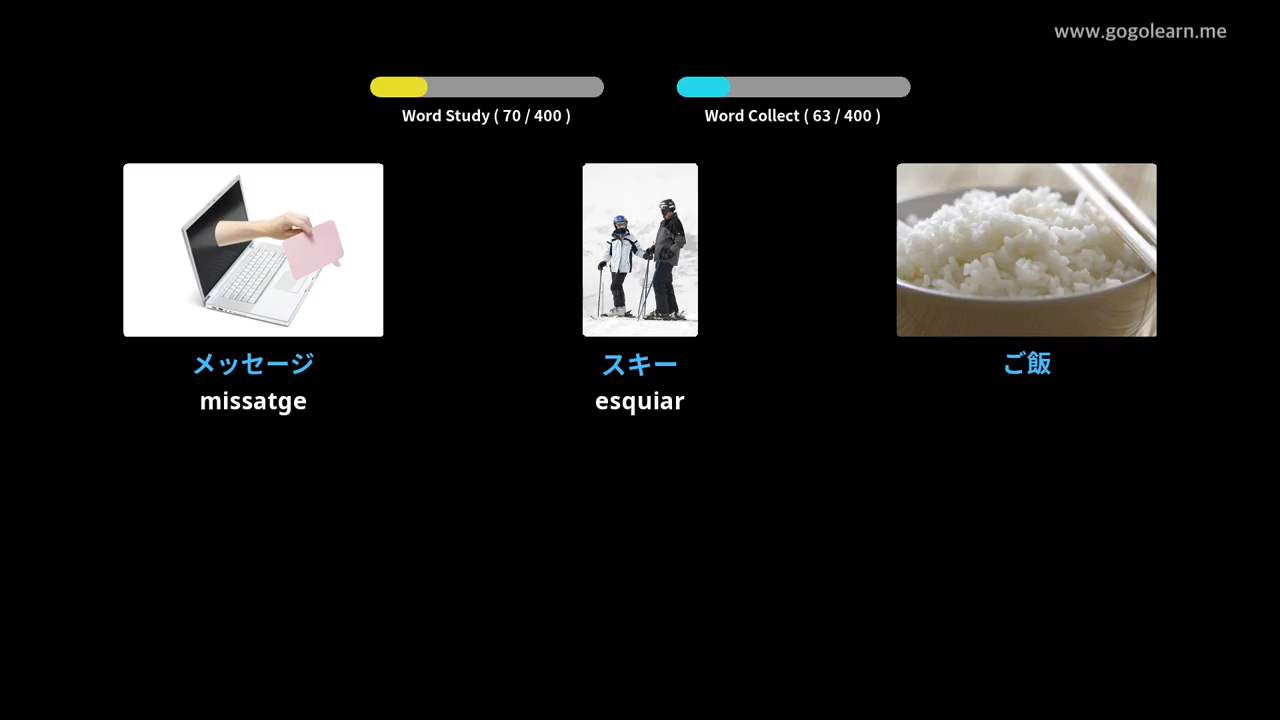 www.gogolearn.me
Word Study ( 70 / 400 )
Word Collect ( 63 / 400 )
メッセージ
missatge
スキー
esquiar
ご飯